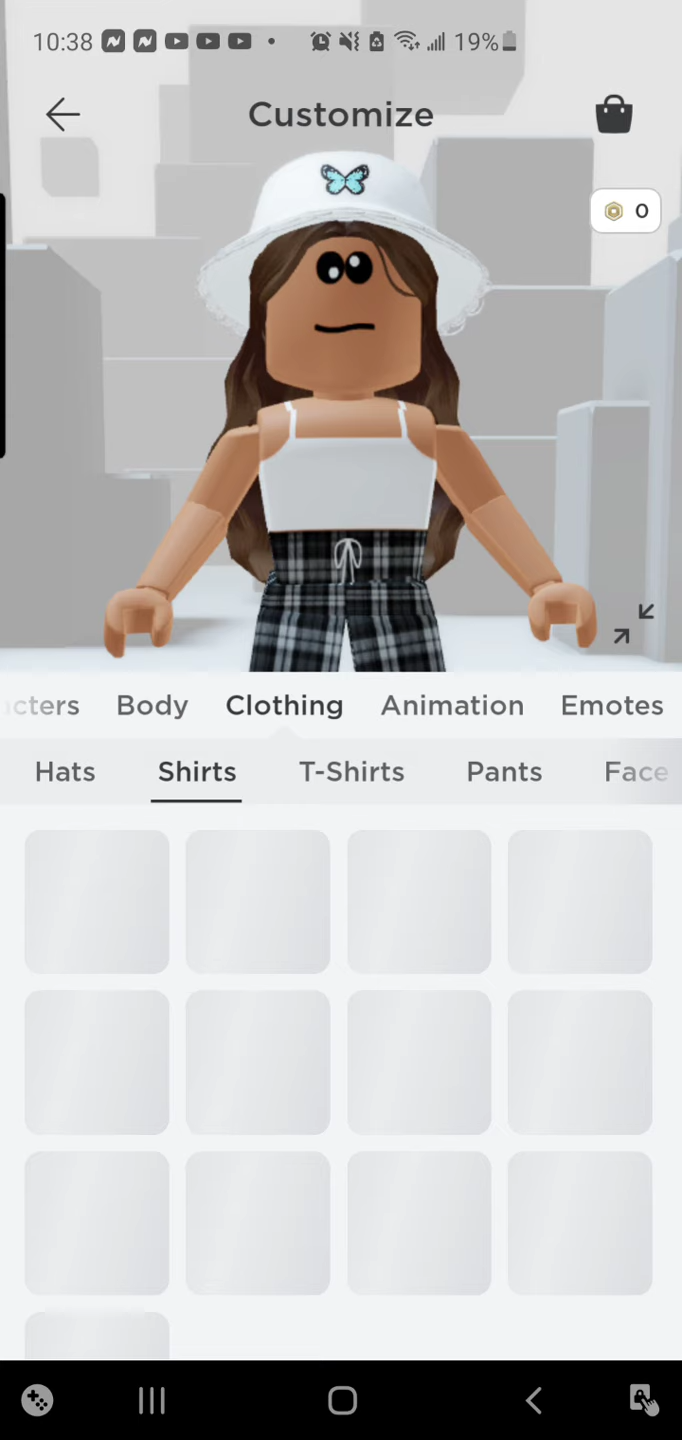 10:38 19%
Customize
0
cters Body Clothing Animation Emotes
Hats Shirts T-Shirts Pants Face